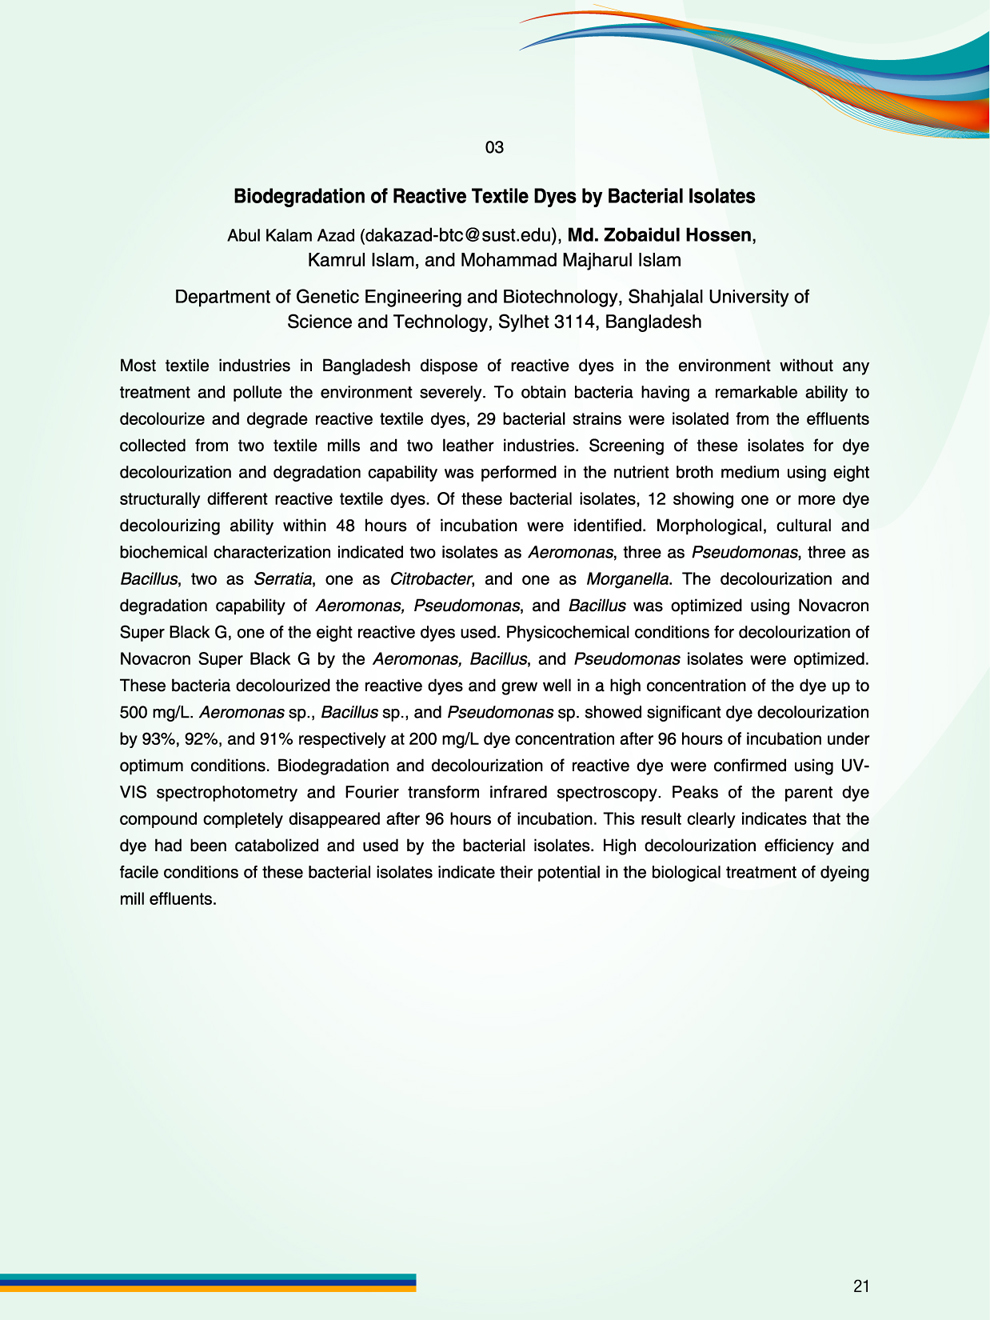 03
Biodegradation of Reactive Textile Dyes by Bacterial Isolates
Abul Kalam Azad (dakazad-btc@sust.edu), Md. Zobaidul Hossen,
Kamrul Islam, and Mohammad Majharul Islam
Department of Genetic Engineering and Biotechnology, Shahjalal University of
Science and Technology, Sylhet 3114, Bangladesh
Most textile industries in Bangladesh dispose of reactive dyes in the environment without any
treatment and pollute the environment severely. To obtain bacteria having a remarkable ability to
decolourize and degrade reactive textile dyes, 29 bacterial strains were isolated from the effluents
collected from two textile mills and two leather industries. Screening of these isolates for dye
decolourization and degradation capability was performed in the nutrient broth medium using eight
structurally different reactive textile dyes. Of these bacterial isolates, 12 showing one or more dye
decolourizing ability within 48 hours of incubation were identified. Morphological, cultural and
biochemical characterization indicated two isolates as Aeromonas, three as Pseudomonas, three as
Bacillus, two as Serratia, one as Citrobacter, and one as Morganella. The decolourization and
degradation capability of Aeromonas, Pseudomonas, and Bacillus was optimized using Novacron
Super Black G, one of the eight reactive dyes used. Physicochemical conditions for decolourization of
Novacron Super Black G by the Aeromonas, Bacillus, and Pseudomonas isolates were optimized.
These bacteria decolourized the reactive dyes and grew well in a high concentration of the dye up to
500 mg/L. Aeromonas sp., Bacillus sp., and Pseudomonas sp. showed significant dye decolourization
by 93%, 92%, and 91% respectively at 200 mg/L dye concentration after 96 hours of incubation under
optimum conditions. Biodegradation and decolourization of reactive dye were confirmed using UV-
VIS spectrophotometry and Fourier transform infrared spectroscopy. Peaks of the parent dye
compound completely disappeared after 96 hours of incubation. This result clearly indicates that the
dye had been catabolized and used by the bacterial isolates. High decolourization efficiency and
facile conditions of these bacterial isolates indicate their potential in the biological treatment of dyeing
mill effluents.
21